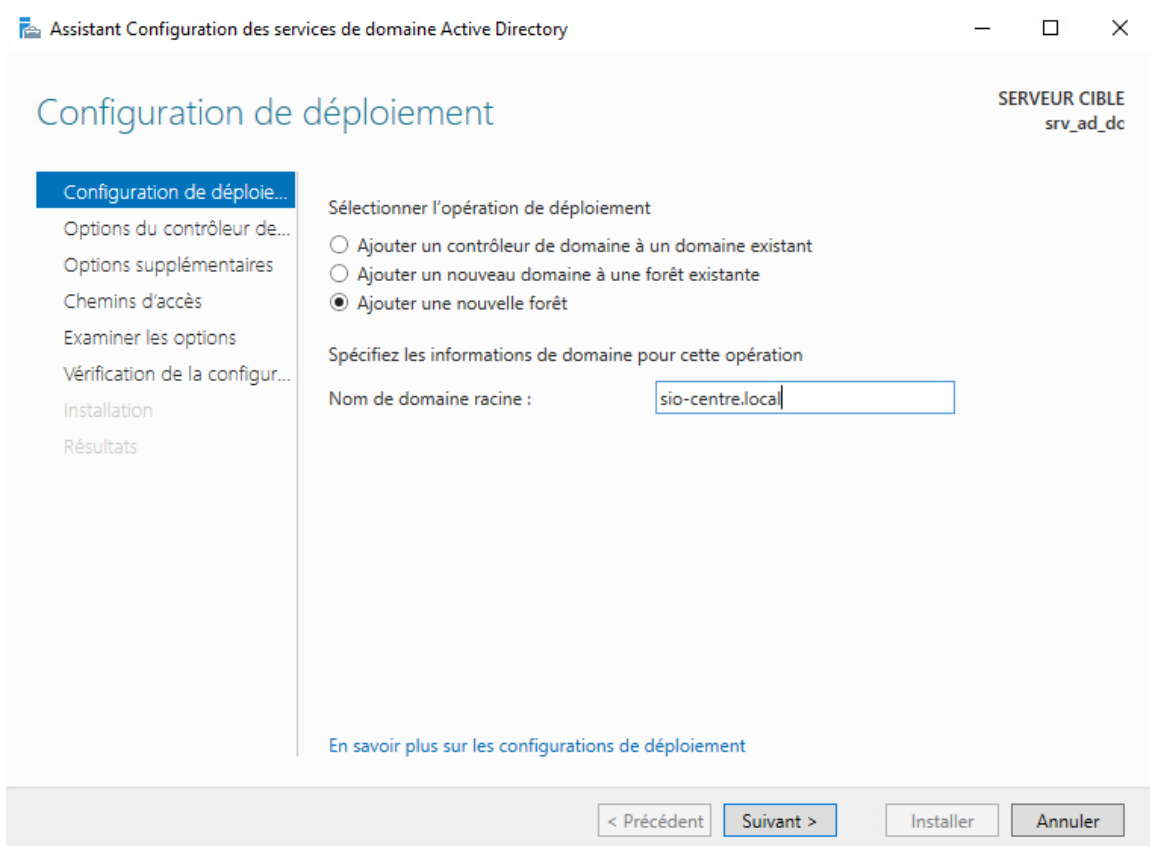 Assistant Configuration des services de domaine Active Directory
Configuration de déploiement
SERVEUR CIBLE
srv_ad_dc
Configuration de déploie...
Options du contrôleur de...
Options supplémentaires
Chemins d'accès
Examiner les options
Vérification de la configur...
Installation
Résultats
Sélectionner l'opération de déploiement
Ajouter un contrôleur de domaine à un domaine existant
Ajouter un nouveau domaine à une forêt existante
Ajouter une nouvelle forêt
Spécifiez les informations de domaine pour cette opération
Nom de domaine racine : sio-centre.local
En savoir plus sur les configurations de déploiement
< Précédent Suivant > Installer Annuler